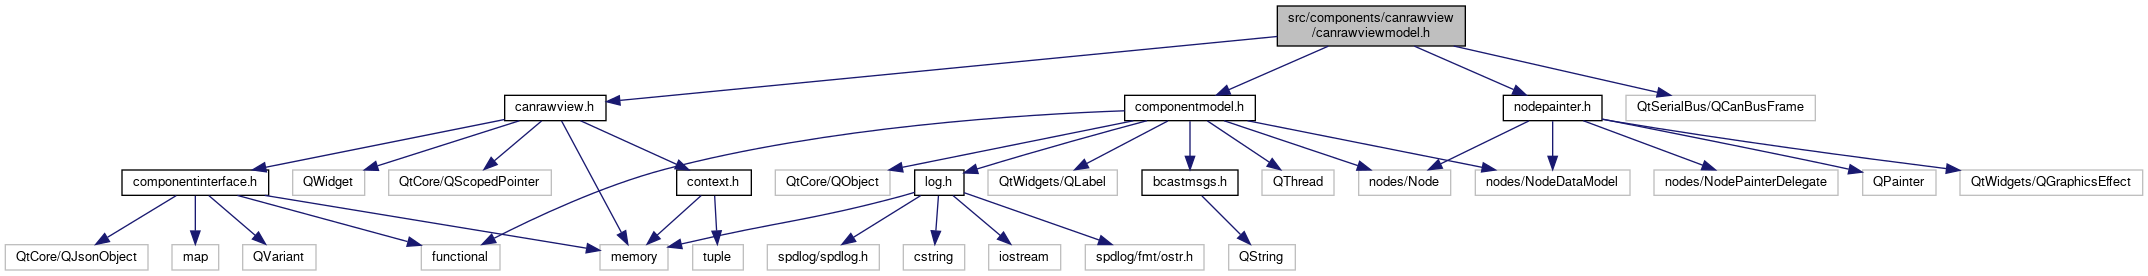 src/components/canrawview
/canrawviewmodel.h
canrawview.h
componentmodel.h
nodepainter.h
QtSerialBus/QCanBusFrame
componentinterface.h
QWidget
QtCore/QScopedPointer
context.h
QtCore/QObject
log.h
QtWidgets/QLabel
bcastmsgs.h
QThread
nodes/Node
nodes/NodeDataModel
nodes/NodePainterDelegate
QPainter
QtWidgets/QGraphicsEffect
QtCore/QJsonObject
map
QVariant
functional
memory
tuple
spdlog/spdlog.h
cstring
iostream
spdlog/fmt/ostr.h
QString